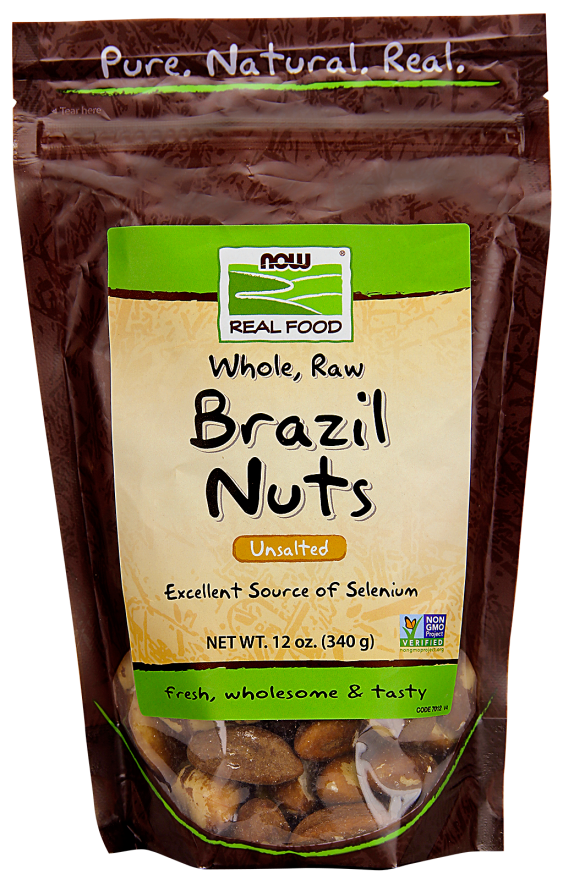 Pure. Natural. Real.
Tear here
NOW®
REAL FOOD
Whole, Raw
Brazil
Nuts
Unsalted
Excellent Source of Selenium
NET WT. 12 oz. (340 g)
NON
GMO
Project
VERIFIED
nongmoproject.org
fresh, wholesome & tasty
CODE 7012 V4